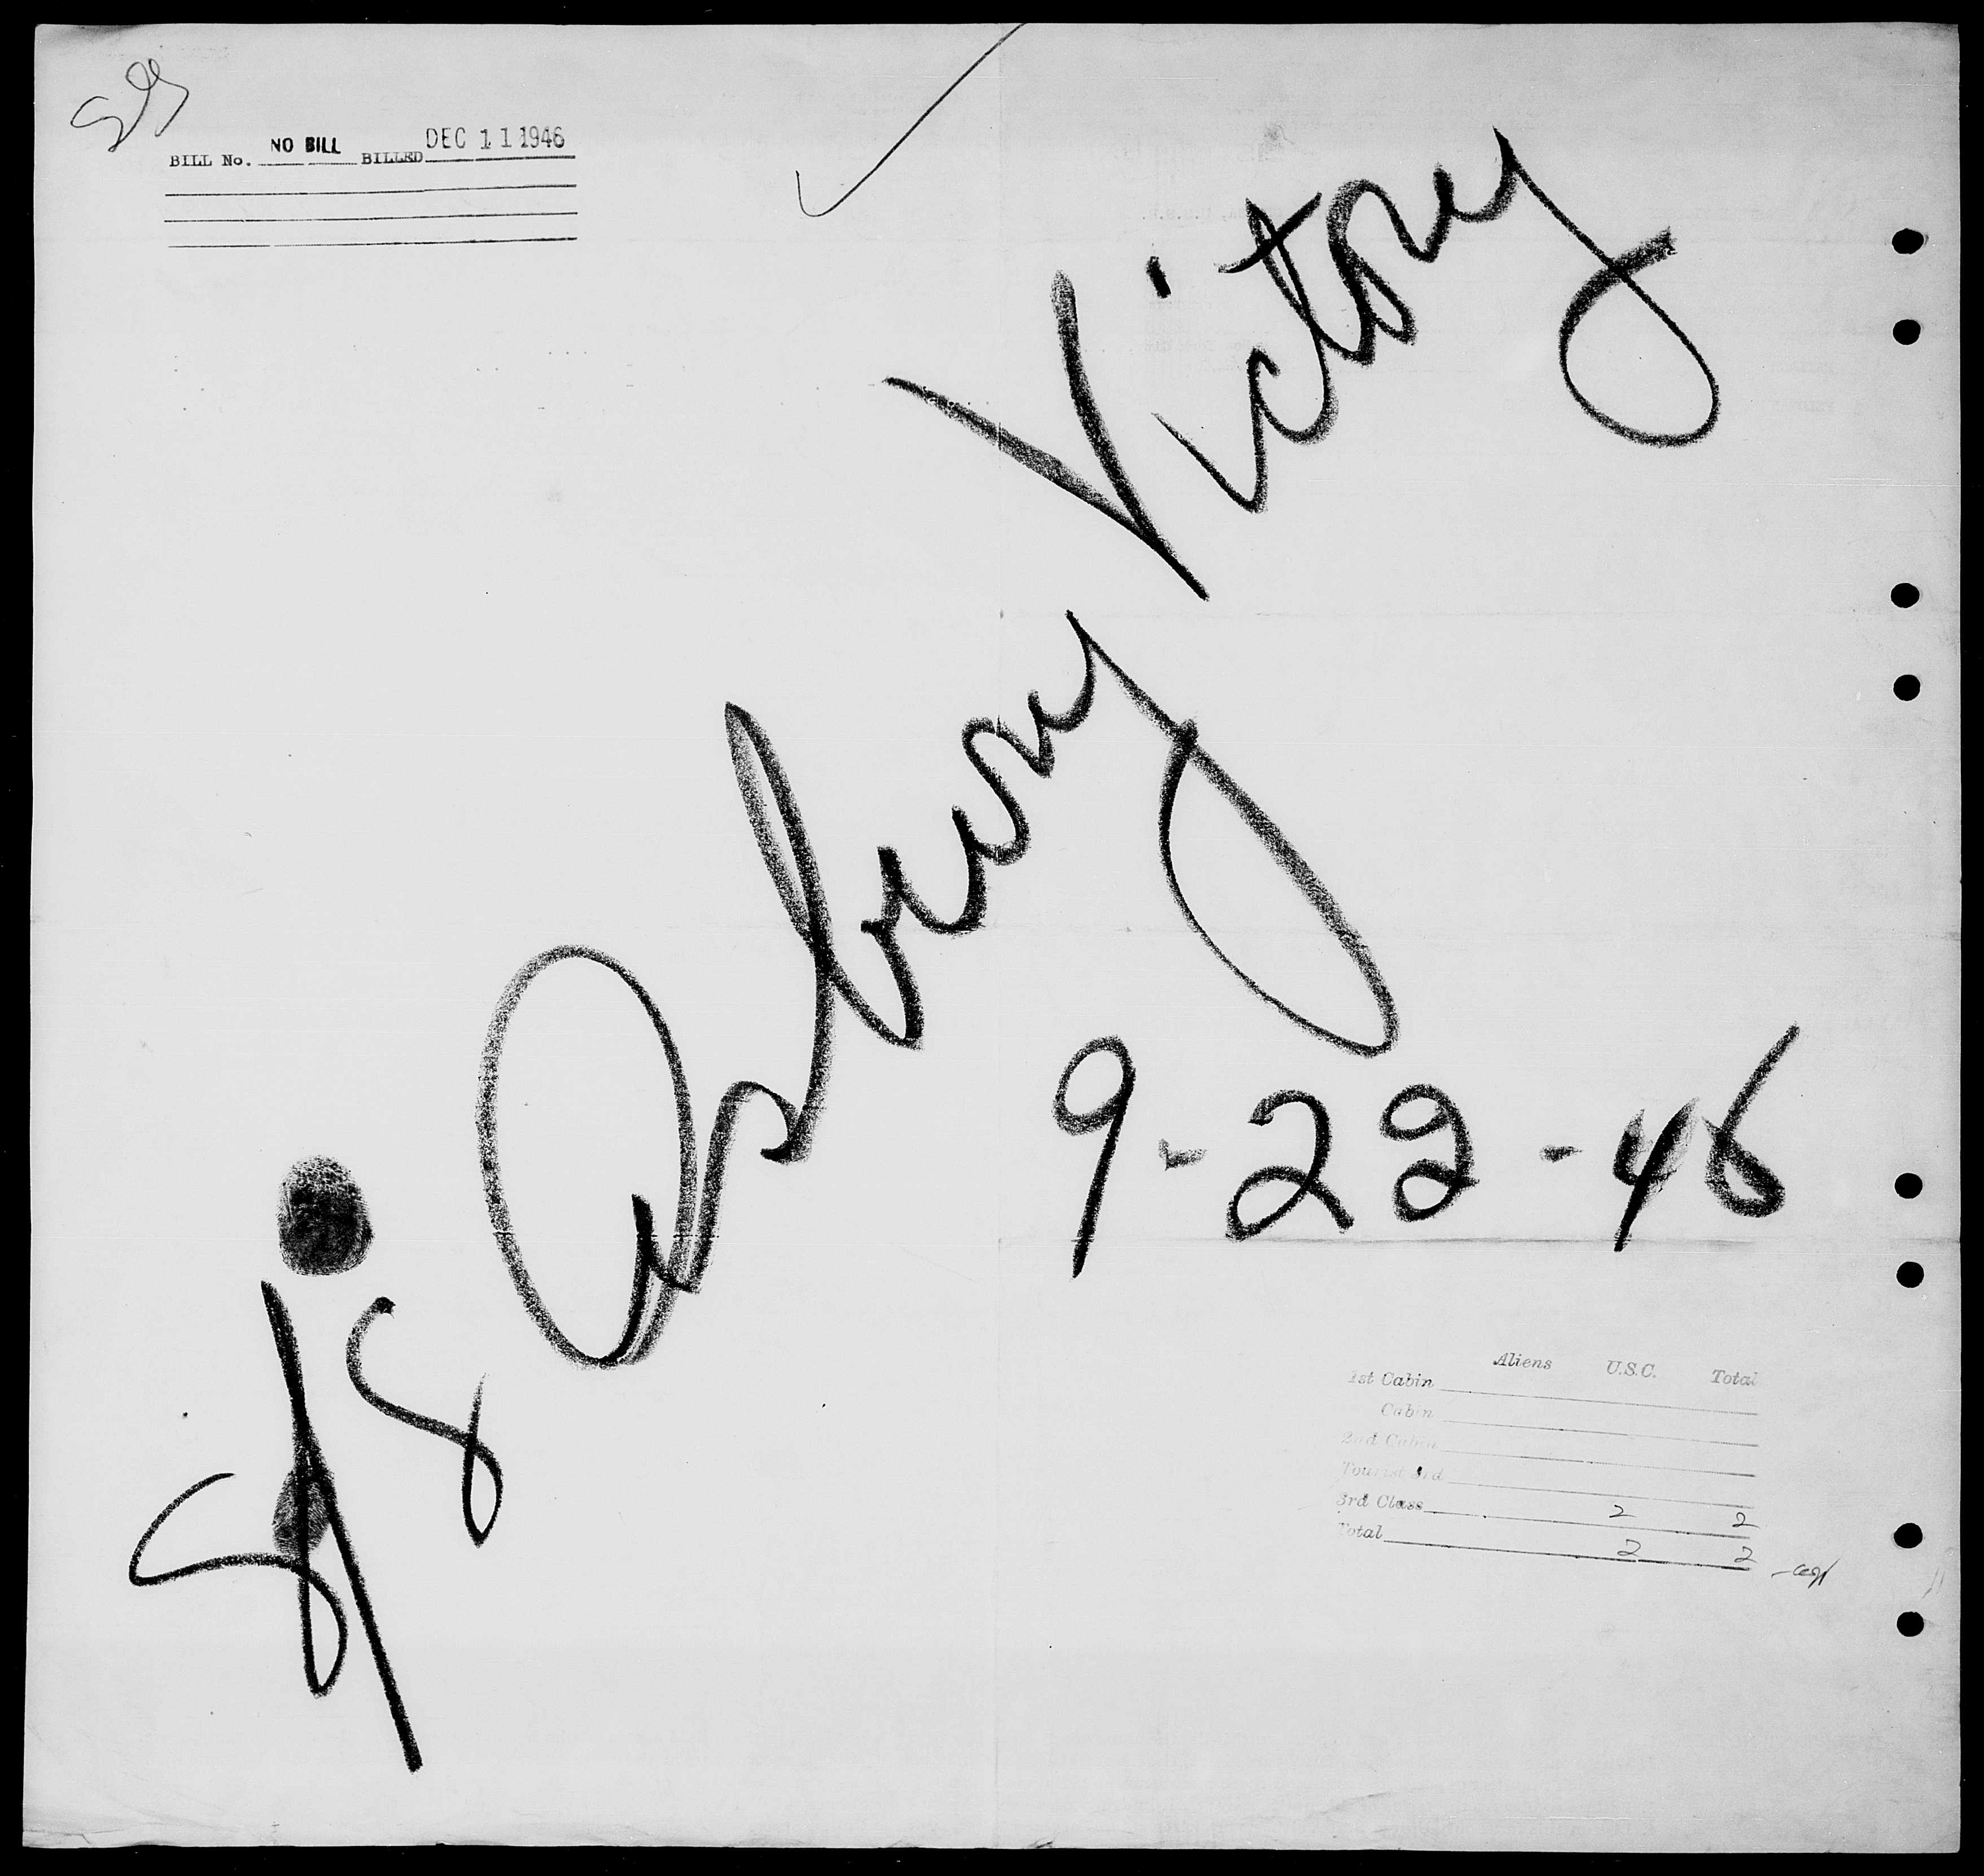 BILL No. NO BILL BILLED DEC 11 1946
S/S Asbury Victory
9-22-46
Aliens U.S.C. Total
1st Cabin
Cabin
2nd Cabin
Tourist 3rd
3rd Class 2 2
Total 2 2